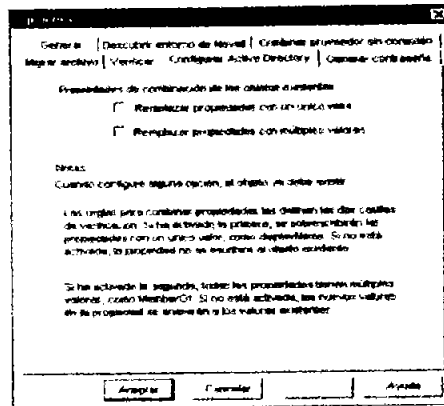 Opciones
General Descubrir entorno de Novell Combinar proveedor sin conexión
Migrar archivos Verificar Configurar Active Directory Generar contraseña
Propiedades de combinación de los objetos existentes
Reemplazar propiedades con un único valor
Reemplazar propiedades con múltiples valores
Notas
Cuando configure alguna opción, el objeto ya debe existir.
Las reglas para combinar propiedades las definen las dos casillas
de verificación. Si ha activado la primera, se sobrescribirán las
propiedades con un único valor, como displayName. Si no está
activada, la propiedad no se escribirá al objeto existente.
Si ha activado la segunda, todas las propiedades tienen múltiples
valores, como MemberOf. Si no está activada, los nuevos valores
de la propiedad se anexarán a los valores existentes.
Aceptar Cancelar Ayuda